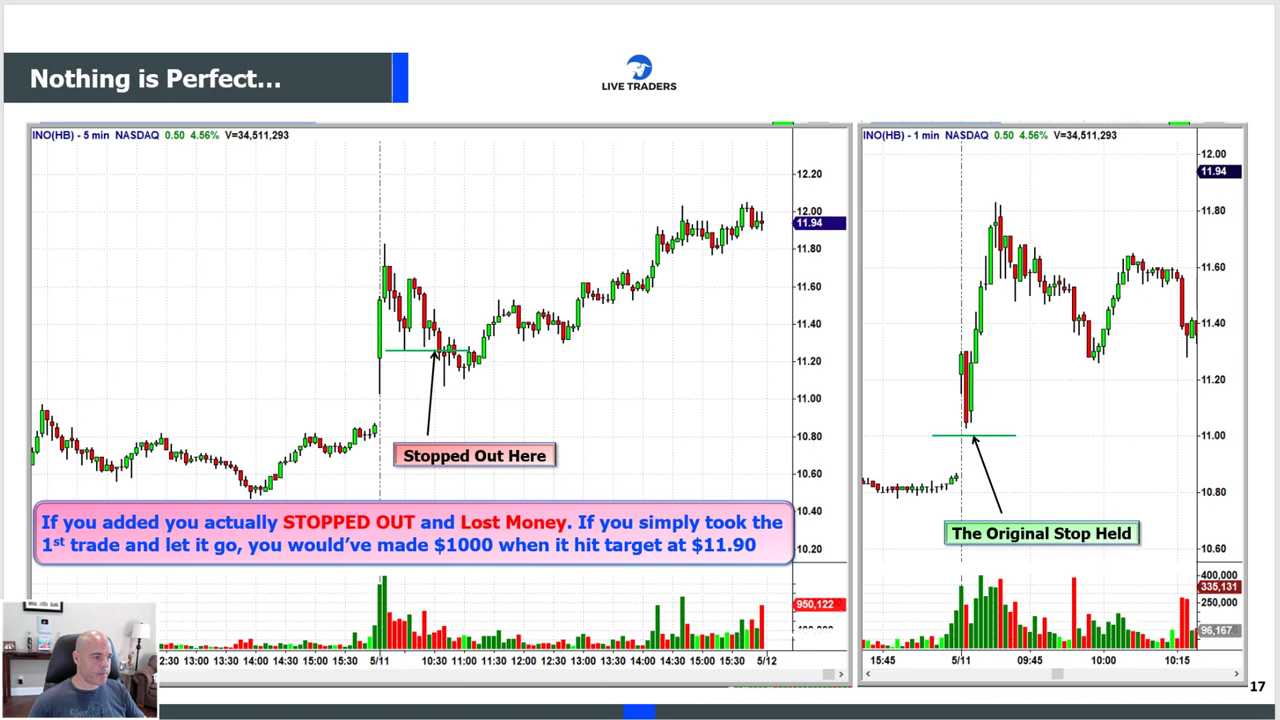 Nothing is Perfect...
LIVE TRADERS
INO(HB) - 5 min NASDAQ 0.50 4.56% V=34,511,293
12.20
12.00
11.94
11.80
11.60
11.40
11.20
11.00
10.80
10.60
10.40
10.20
Stopped Out Here
If you added you actually STOPPED OUT and Lost Money. If you simply took the
1st trade and let it go, you would've made $1000 when it hit target at $11.90
950,122
12:30 13:00 13:30 14:00 14:30 15:00 15:30 5/11 10:30 11:00 11:30 12:00 12:30 13:00 13:30 14:00 14:30 15:00 15:30 5/12
INO(HB) - 1 min NASDAQ 0.50 4.56% V=34,511,293
12.00
11.94
11.80
11.60
11.40
11.20
11.00
10.80
10.60
The Original Stop Held
400,000
335,131
250,000
96,167
15:45 5/11 09:45 10:00 10:15
17